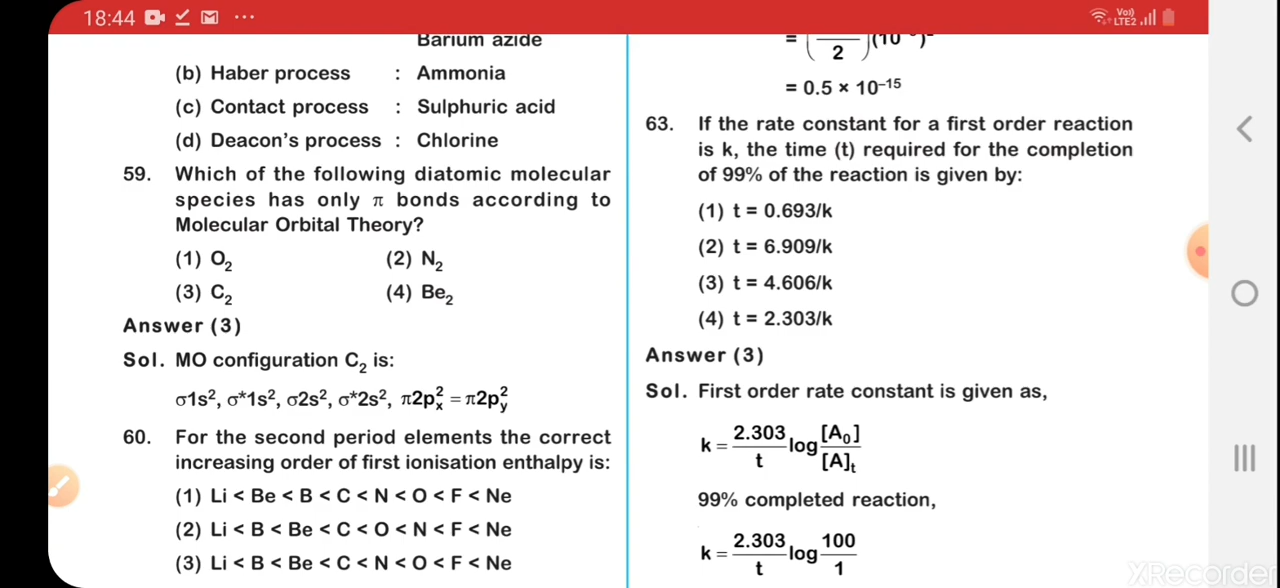 18:44
Vo)) LTE2
Barium azide
(b) Haber process : Ammonia
(c) Contact process : Sulphuric acid
(d) Deacon's process : Chlorine
59. Which of the following diatomic molecular
species has only π bonds according to
Molecular Orbital Theory?
(1) O₂ (2) N₂
(3) C₂ (4) Be₂
Answer (3)
Sol. MO configuration C₂ is:
σ1s², σ*1s², σ2s², σ*2s², π2pₓ² = π2p_y²
60. For the second period elements the correct
increasing order of first ionisation enthalpy is:
(1) Li < Be < B < C < N < O < F < Ne
(2) Li < B < Be < C < O < N < F < Ne
(3) Li < B < Be < C < N < O < F < Ne
2
= 0.5 × 10⁻¹⁵
63. If the rate constant for a first order reaction
is k, the time (t) required for the completion
of 99% of the reaction is given by:
(1) t = 0.693/k
(2) t = 6.909/k
(3) t = 4.606/k
(4) t = 2.303/k
Answer (3)
Sol. First order rate constant is given as,
k = 2.303/t log [A₀]/[A]ₜ
99% completed reaction,
k = 2.303/t log 100/1
XRecorder